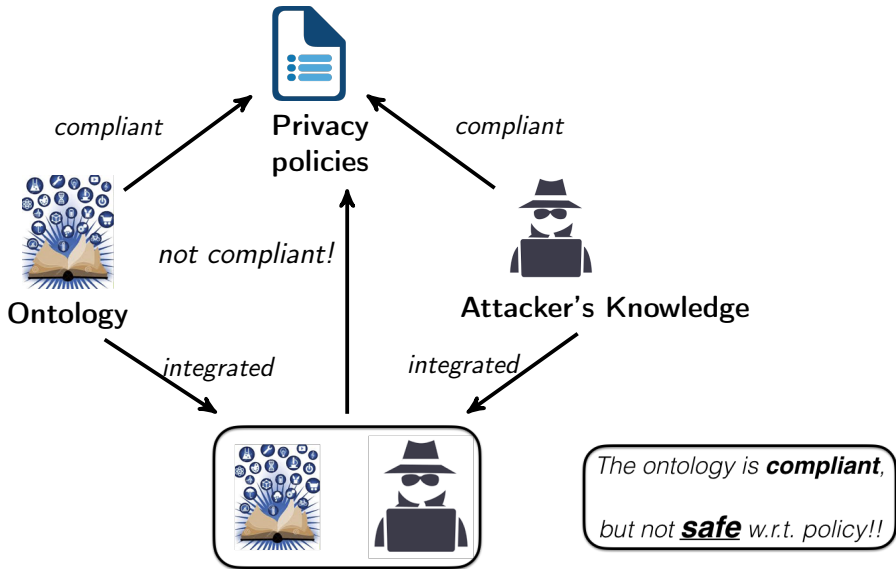 compliant
Privacy
policies
compliant
not compliant!
Ontology
Attacker's Knowledge
integrated
integrated
The ontology is compliant,
but not safe w.r.t. policy!!